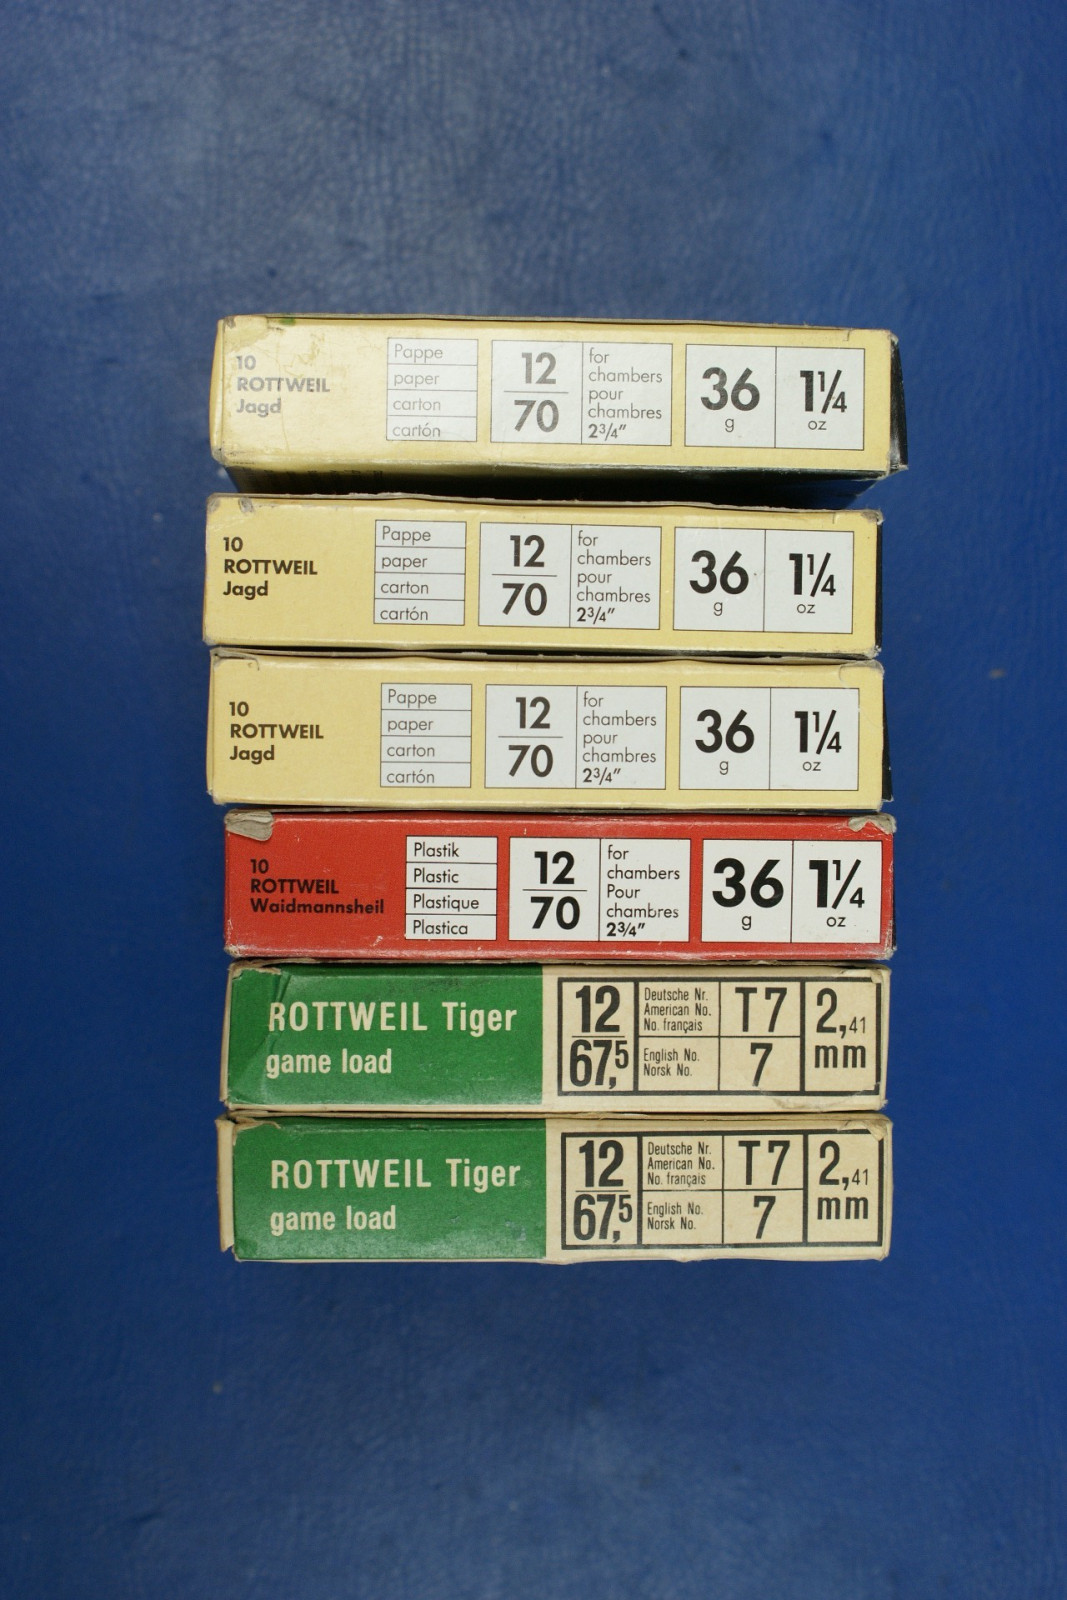 10
ROTTWEIL
Jagd
Pappe
paper
carton
cartón
12
70
for
chambers
pour
chambres
2¾"
36
g
1¼
oz
10
ROTTWEIL
Jagd
Pappe
paper
carton
cartón
12
70
for
chambers
pour
chambres
2¾"
36
g
1¼
oz
10
ROTTWEIL
Jagd
Pappe
paper
carton
cartón
12
70
for
chambers
pour
chambres
2¾"
36
g
1¼
oz
10
ROTTWEIL
Waidmannsheil
Plastik
Plastic
Plastique
Plastica
12
70
for
chambers
Pour
chambres
2¾"
36
g
1¼
oz
ROTTWEIL Tiger
game load
12
67,5
Deutsche Nr.
American No.
No. français
T7
English No.
Norsk No.
7
2,41
mm
ROTTWEIL Tiger
game load
12
67,5
Deutsche Nr.
American No.
No. français
T7
English No.
Norsk No.
7
2,41
mm